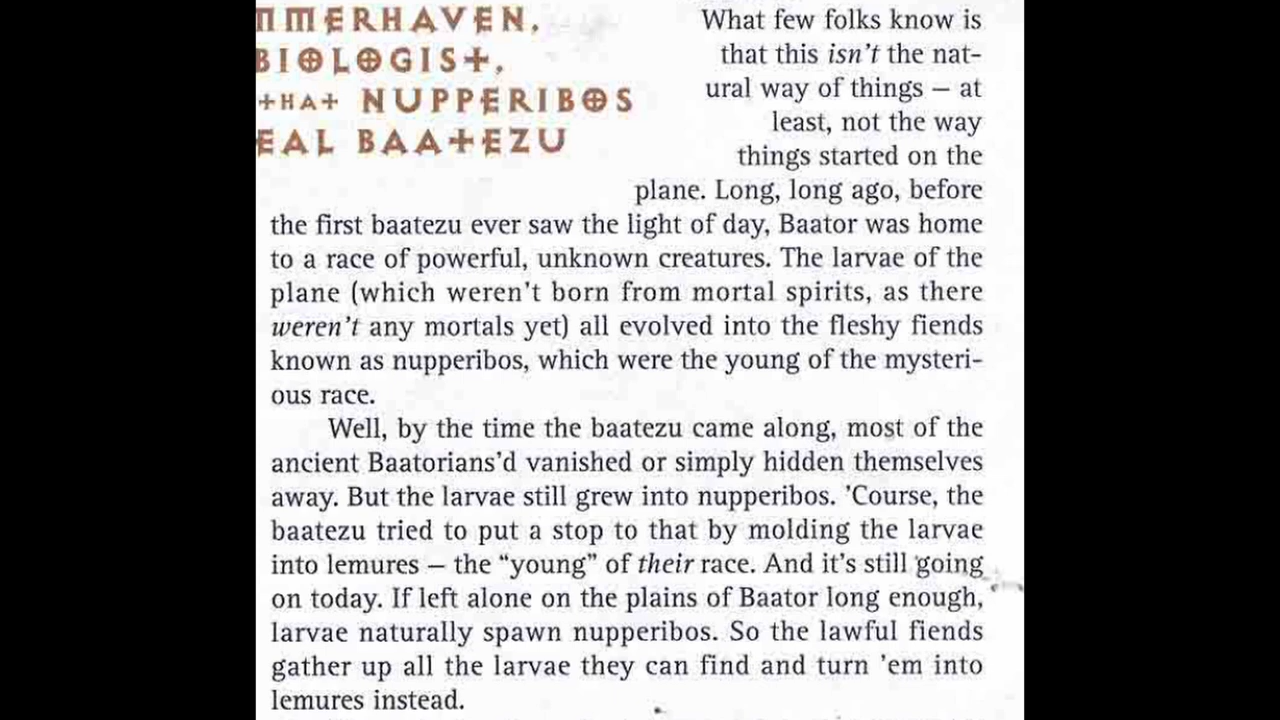 MMERHAVEN,
BIOLOGIST,
THAT NUPPERIBOS
EAL BAATEZU
What few folks know is
that this isn't the nat-
ural way of things – at
least, not the way
things started on the
plane. Long, long ago, before
the first baatezu ever saw the light of day, Baator was home
to a race of powerful, unknown creatures. The larvae of the
plane (which weren't born from mortal spirits, as there
weren't any mortals yet) all evolved into the fleshy fiends
known as nupperibos, which were the young of the mysteri-
ous race.
Well, by the time the baatezu came along, most of the
ancient Baatorians'd vanished or simply hidden themselves
away. But the larvae still grew into nupperibos. 'Course, the
baatezu tried to put a stop to that by molding the larvae
into lemures – the “young” of their race. And it's still going
on today. If left alone on the plains of Baator long enough,
larvae naturally spawn nupperibos. So the lawful fiends
gather up all the larvae they can find and turn 'em into
lemures instead.